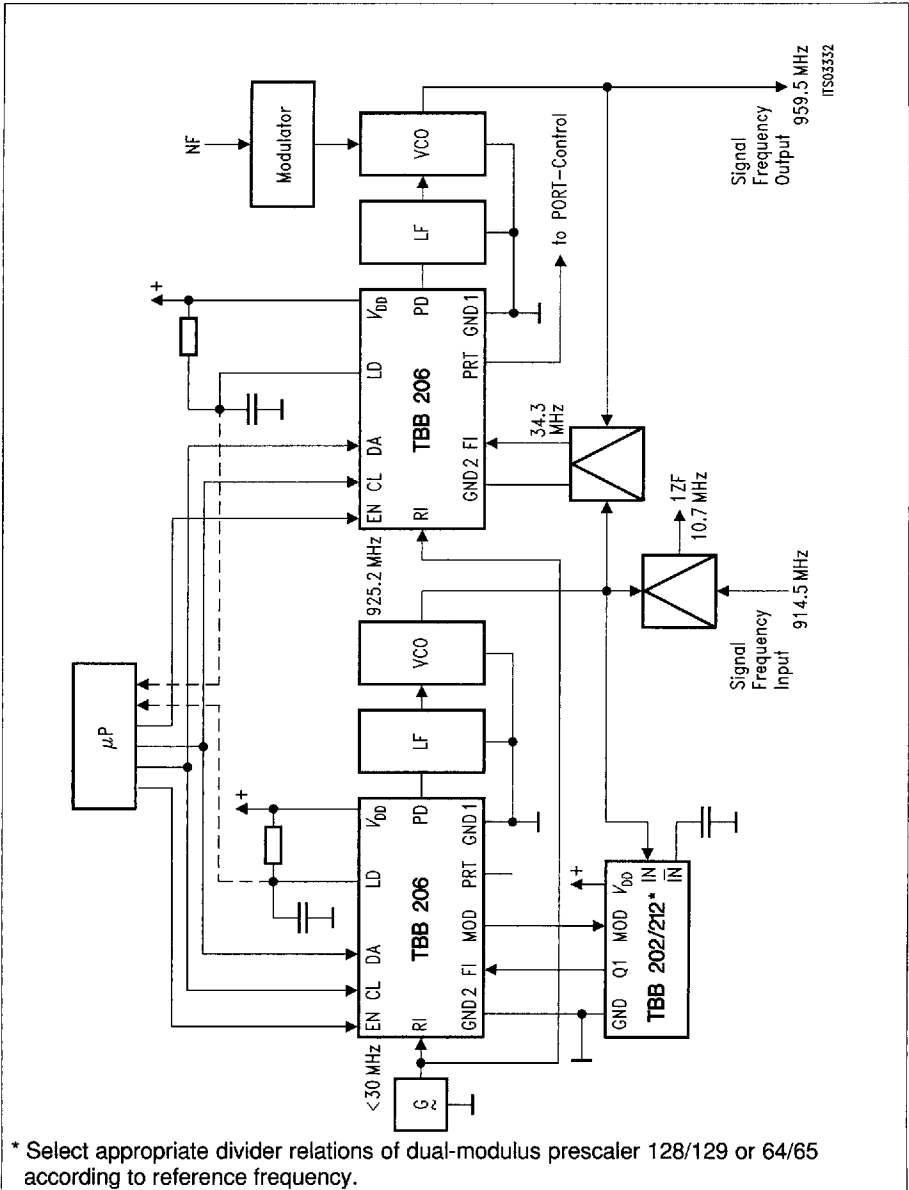 NF
Modulator
VCO
LF
to PORT-Control
Signal
Frequency
Output
959.5 MHz
ITS03332
+
VDD
PD
GND1
LD
PRT
TBB 206
DA
FI
34.3
MHz
CL
GND2
EN
RI
925.2 MHz
1ZF
10.7 MHz
Signal
Frequency
Input
914.5 MHz
µP
VCO
LF
+
VDD
PD
GND1
LD
PRT
TBB 206
DA
MOD
CL
FI
EN
RI
GND2
<30 MHz
G
~
+
VDD
IN
IN
MOD
Q1
GND
TBB 202/212*
* Select appropriate divider relations of dual-modulus prescaler 128/129 or 64/65
according to reference frequency.